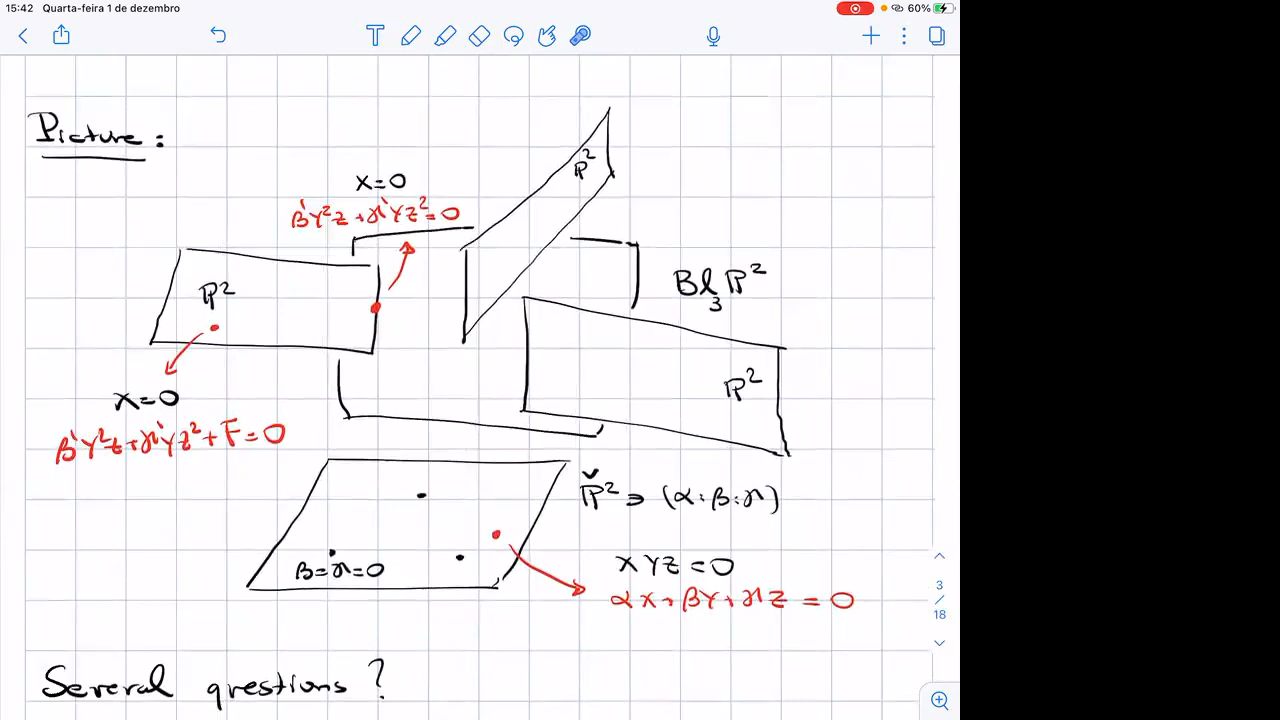 15:42 Quarta-feira 1 de dezembro
60%
Picture:
P²
X=0
β'Y²Z + γ'YZ² = 0
P²
Bl₃P²
P²
X=0
β'Y²Z + γ'YZ² + F = 0
P̌² ∋ (α:β:γ)
β=γ=0
XYZ=0
αX+βY+γZ=0
3
/
18
Several questions?